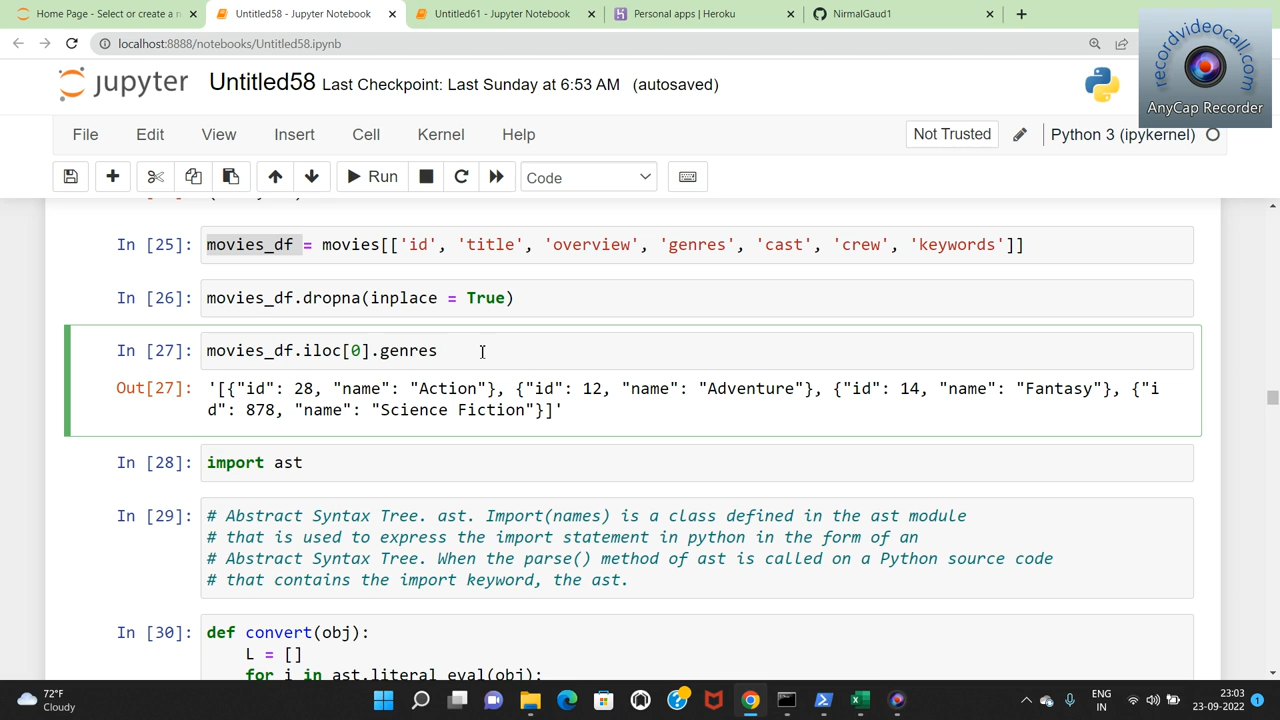 Home Page - Select or create a n
Untitled58 - Jupyter Notebook
Untitled61 - Jupyter Notebook
Personal apps | Heroku
NirmalGaud1
localhost:8888/notebooks/Untitled58.ipynb
recordvideocall.com
AnyCap Recorder
jupyter
Untitled58 Last Checkpoint: Last Sunday at 6:53 AM (autosaved)
File Edit View Insert Cell Kernel Help
Not Trusted
Python 3 (ipykernel)
Run
Code
In [25]: movies_df = movies[['id', 'title', 'overview', 'genres', 'cast', 'crew', 'keywords']]
In [26]: movies_df.dropna(inplace = True)
In [27]: movies_df.iloc[0].genres
Out[27]: '[{"id": 28, "name": "Action"}, {"id": 12, "name": "Adventure"}, {"id": 14, "name": "Fantasy"}, {"i
d": 878, "name": "Science Fiction"}]'
In [28]: import ast
In [29]: # Abstract Syntax Tree. ast. Import(names) is a class defined in the ast module
# that is used to express the import statement in python in the form of an
# Abstract Syntax Tree. When the parse() method of ast is called on a Python source code
# that contains the import keyword, the ast.
In [30]: def convert(obj):
L = []
for i in ast.literal_eval(obj):
72°F
Cloudy
ENG
IN
23:03
23-09-2022
1